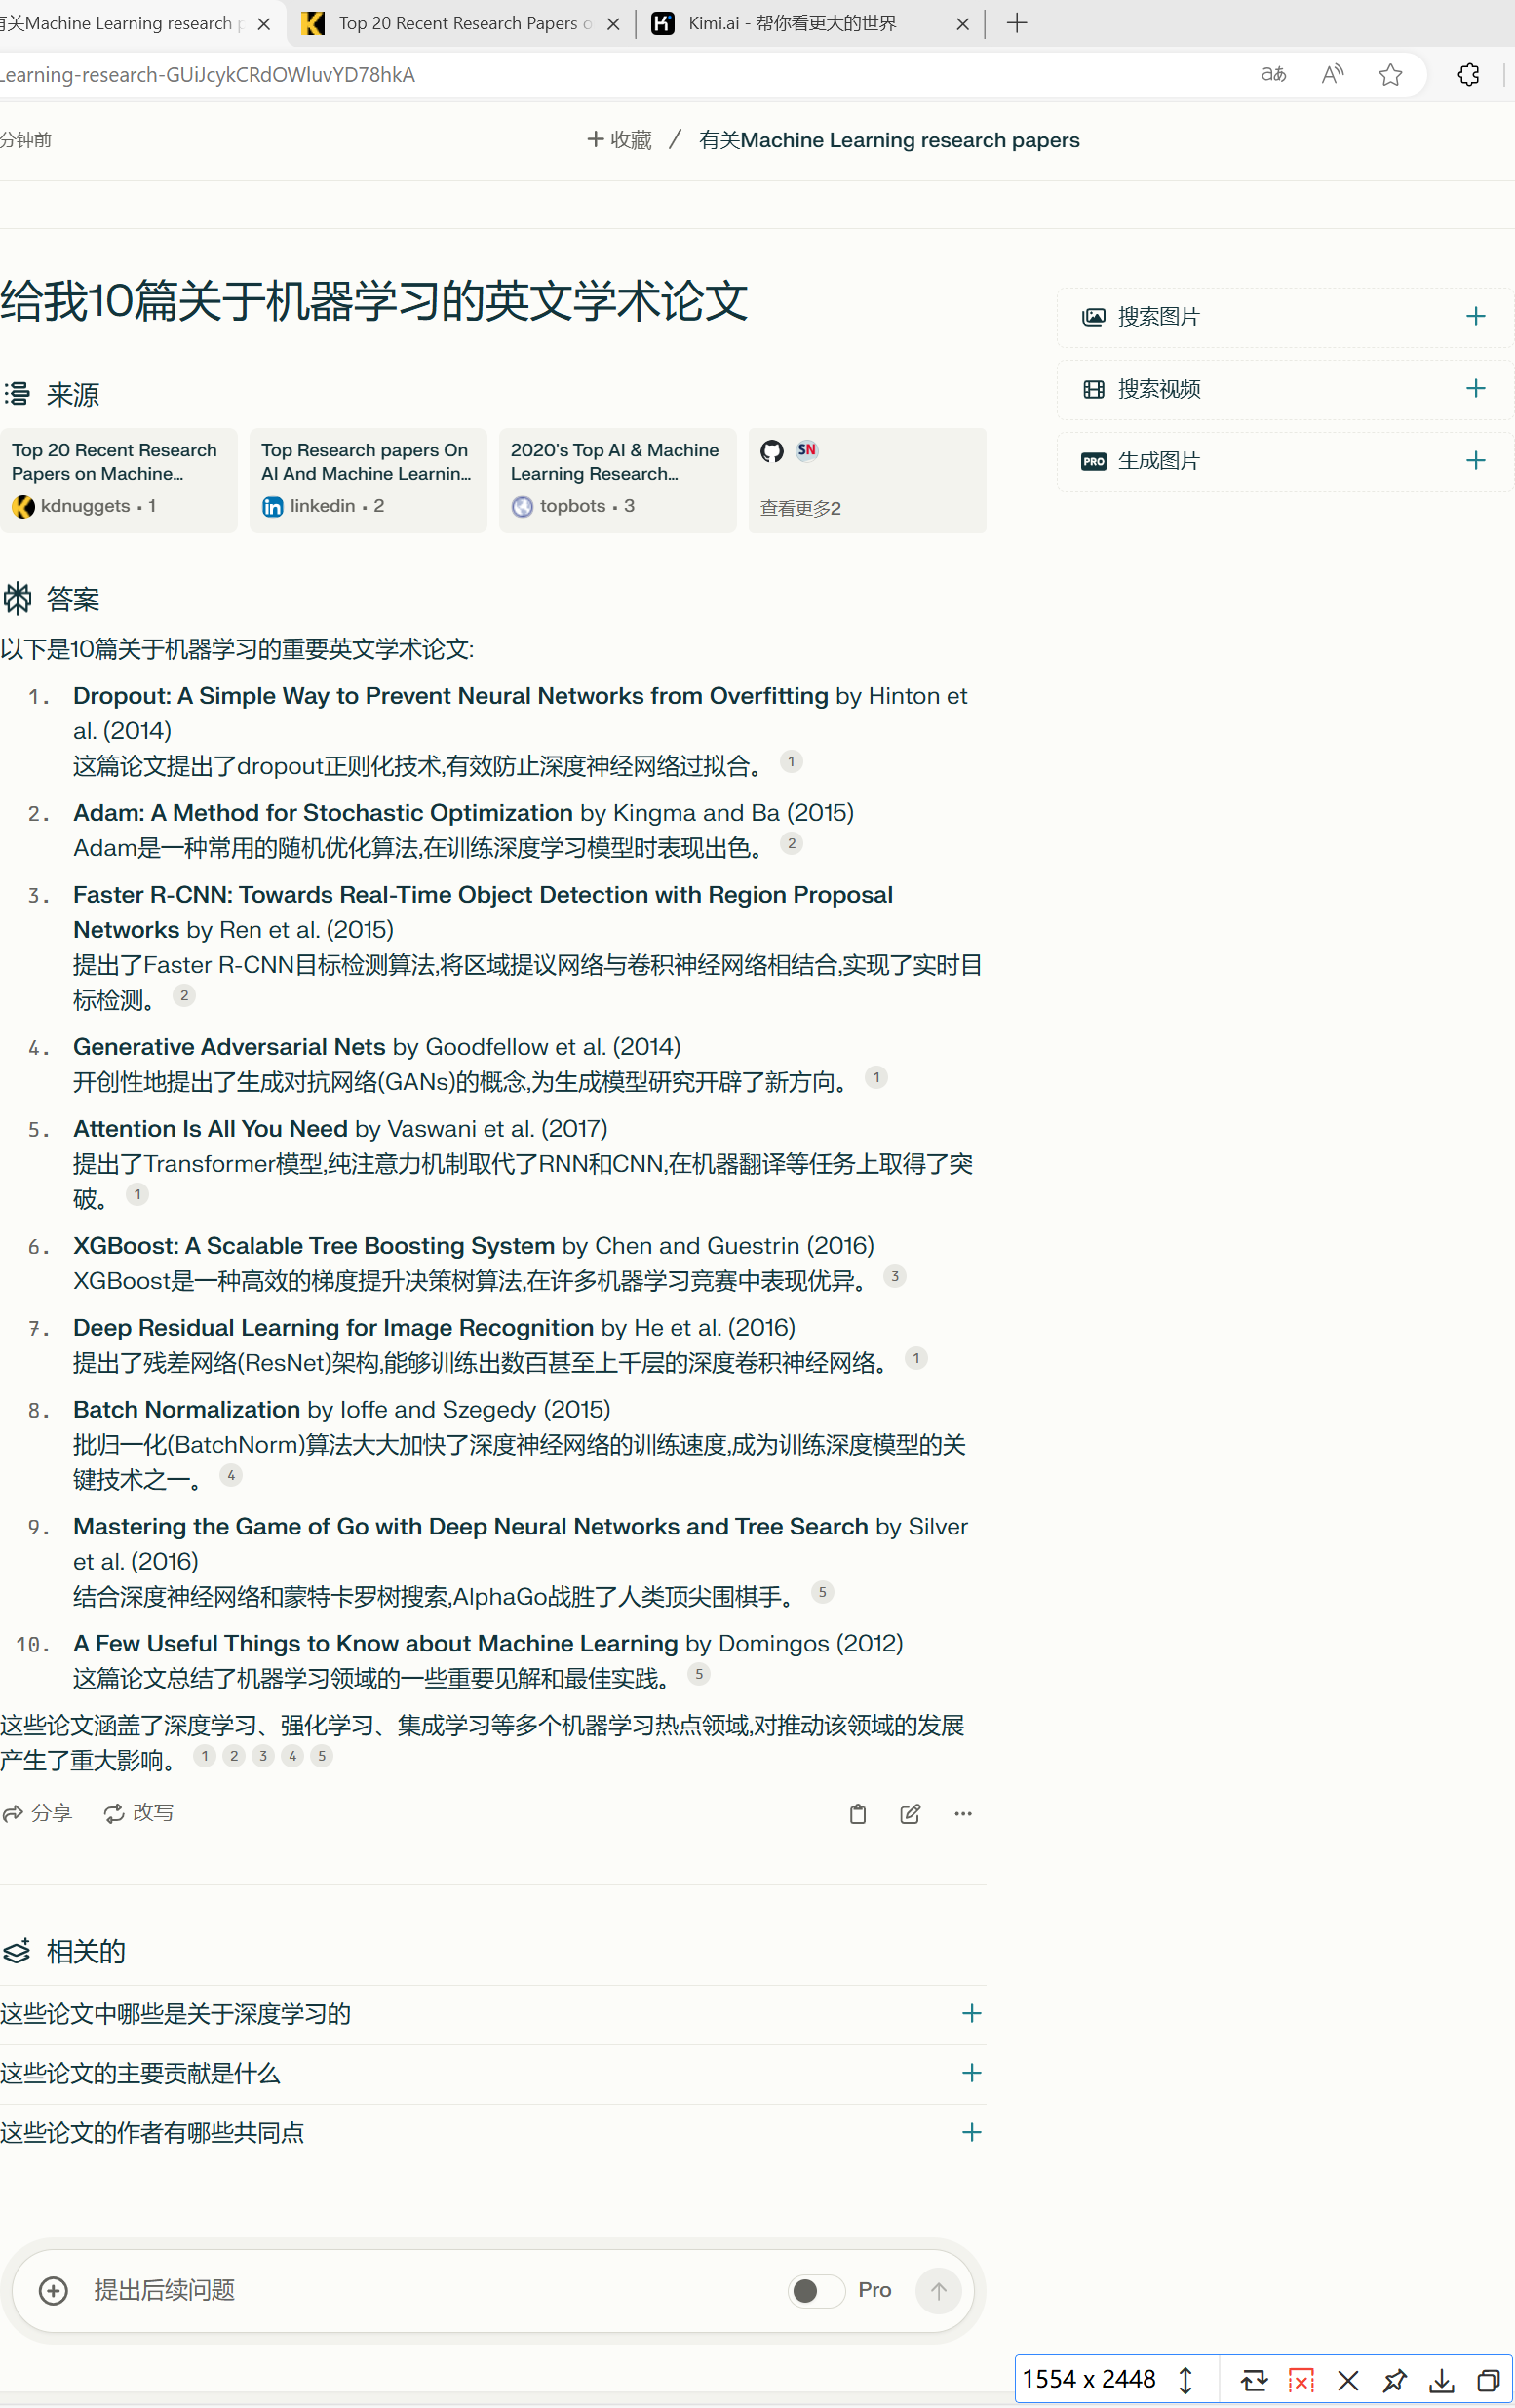 有关Machine Learning research p
Top 20 Recent Research Papers o
Kimi.ai - 帮你看更大的世界
Learning-research-GUiJcykCRdOWluvYD78hkA
分钟前
收藏 / 有关Machine Learning research papers
给我10篇关于机器学习的英文学术论文
搜索图片
搜索视频
PRO 生成图片
来源
Top 20 Recent Research
Papers on Machine...
kdnuggets · 1
Top Research papers On
AI And Machine Learnin...
linkedin · 2
2020's Top AI & Machine
Learning Research...
topbots · 3
SN
查看更多2
答案
以下是10篇关于机器学习的重要英文学术论文:
1. Dropout: A Simple Way to Prevent Neural Networks from Overfitting by Hinton et
al. (2014)
这篇论文提出了dropout正则化技术,有效防止深度神经网络过拟合。 1
2. Adam: A Method for Stochastic Optimization by Kingma and Ba (2015)
Adam是一种常用的随机优化算法,在训练深度学习模型时表现出色。 2
3. Faster R-CNN: Towards Real-Time Object Detection with Region Proposal
Networks by Ren et al. (2015)
提出了Faster R-CNN目标检测算法,将区域提议网络与卷积神经网络相结合,实现了实时目
标检测。 2
4. Generative Adversarial Nets by Goodfellow et al. (2014)
开创性地提出了生成对抗网络(GANs)的概念,为生成模型研究开辟了新方向。 1
5. Attention Is All You Need by Vaswani et al. (2017)
提出了Transformer模型,纯注意力机制取代了RNN和CNN,在机器翻译等任务上取得了突
破。 1
6. XGBoost: A Scalable Tree Boosting System by Chen and Guestrin (2016)
XGBoost是一种高效的梯度提升决策树算法,在许多机器学习竞赛中表现优异。 3
7. Deep Residual Learning for Image Recognition by He et al. (2016)
提出了残差网络(ResNet)架构,能够训练出数百甚至上千层的深度卷积神经网络。 1
8. Batch Normalization by Ioffe and Szegedy (2015)
批归一化(BatchNorm)算法大大加快了深度神经网络的训练速度,成为训练深度模型的关
键技术之一。 4
9. Mastering the Game of Go with Deep Neural Networks and Tree Search by Silver
et al. (2016)
结合深度神经网络和蒙特卡罗树搜索,AlphaGo战胜了人类顶尖围棋手。 5
10. A Few Useful Things to Know about Machine Learning by Domingos (2012)
这篇论文总结了机器学习领域的一些重要见解和最佳实践。 5
这些论文涵盖了深度学习、强化学习、集成学习等多个机器学习热点领域,对推动该领域的发展
产生了重大影响。 1 2 3 4 5
分享 改写
相关的
这些论文中哪些是关于深度学习的
这些论文的主要贡献是什么
这些论文的作者有哪些共同点
提出后续问题 Pro
1554 x 2448